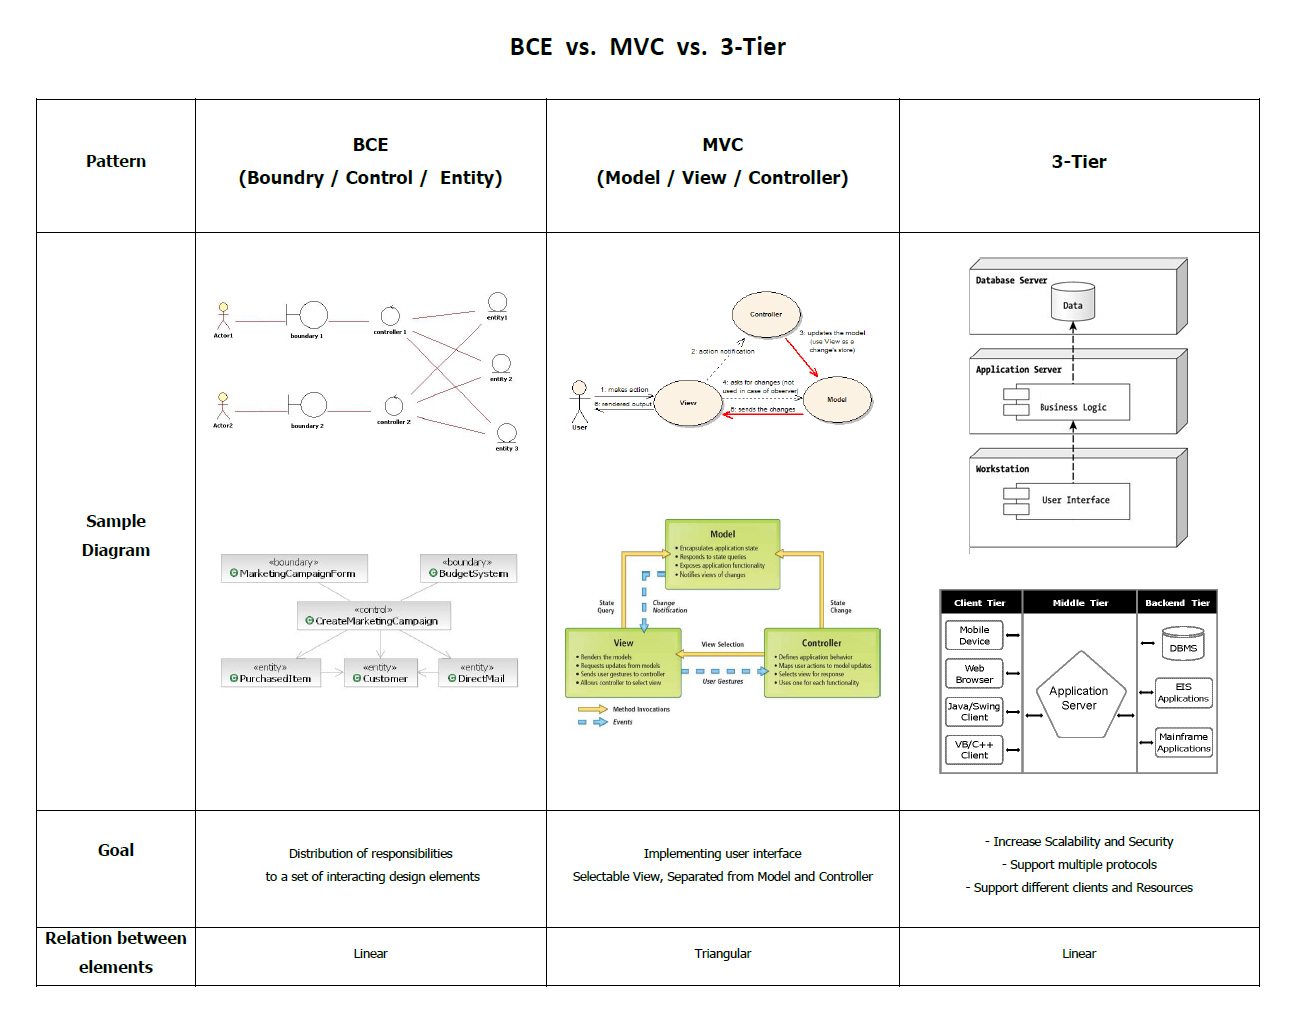 BCE vs. MVC vs. 3-Tier
Pattern
BCE
(Boundry / Control / Entity)
MVC
(Model / View / Controller)
3-Tier
Sample
Diagram
Actor1
boundary 1
controller 1
entity1
entity 2
Actor2
boundary 2
controller 2
entity 3
«boundary»
MarketingCampaignForm
«boundary»
BudgetSystem
«control»
CreateMarketingCampaign
«entity»
PurchasedItem
«entity»
Customer
«entity»
DirectMail
Controller
3: updates the model
(use View as a
change's store)
2: action notification
1: makes action
6: rendered output
User
View
4: asks for changes (not
used in case of observer)
5: sends the changes
Model
Model
• Encapsulates application state
• Responds to state queries
• Exposes application functionality
• Notifies views of changes
State
Query
Change
Notification
State
Change
View
• Renders the models
• Requests updates from models
• Sends user gestures to controller
• Allows controller to select view
View Selection
User Gestures
Controller
• Defines application behavior
• Maps user actions to model updates
• Selects view for response
• Uses one for each functionality
Method Invocations
Events
Database Server
Data
Application Server
Business Logic
Workstation
User Interface
Client Tier
Middle Tier
Backend Tier
Mobile
Device
Web
Browser
Java/Swing
Client
VB/C++
Client
Application
Server
DBMS
EIS
Applications
Mainframe
Applications
Goal
Distribution of responsibilities
to a set of interacting design elements
Implementing user interface
Selectable View, Separated from Model and Controller
- Increase Scalability and Security
- Support multiple protocols
- Support different clients and Resources
Relation between
elements
Linear
Triangular
Linear